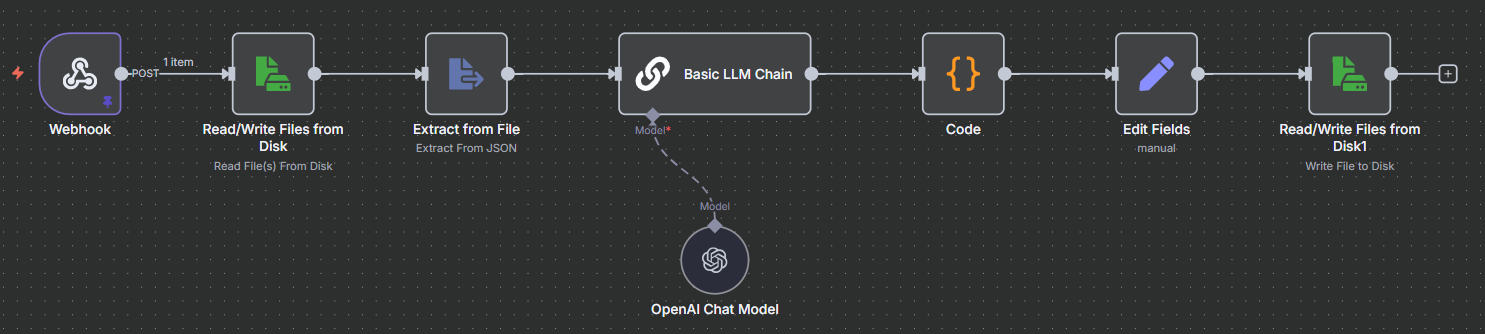 1 item
POST
Webhook
Read/Write Files from
Disk
Read File(s) From Disk
Extract from File
Extract From JSON
Basic LLM Chain
Model*
Model
OpenAI Chat Model
{}
Code
Edit Fields
manual
Read/Write Files from
Disk1
Write File to Disk